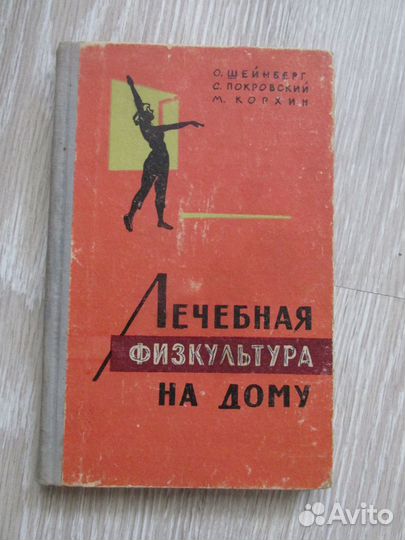 О. ШЕЙНБЕРГ
С. ПОКРОВСКИЙ
М. КОРХИН
ЛЕЧЕБНАЯ
ФИЗКУЛЬТУРА
НА ДОМУ
Avito